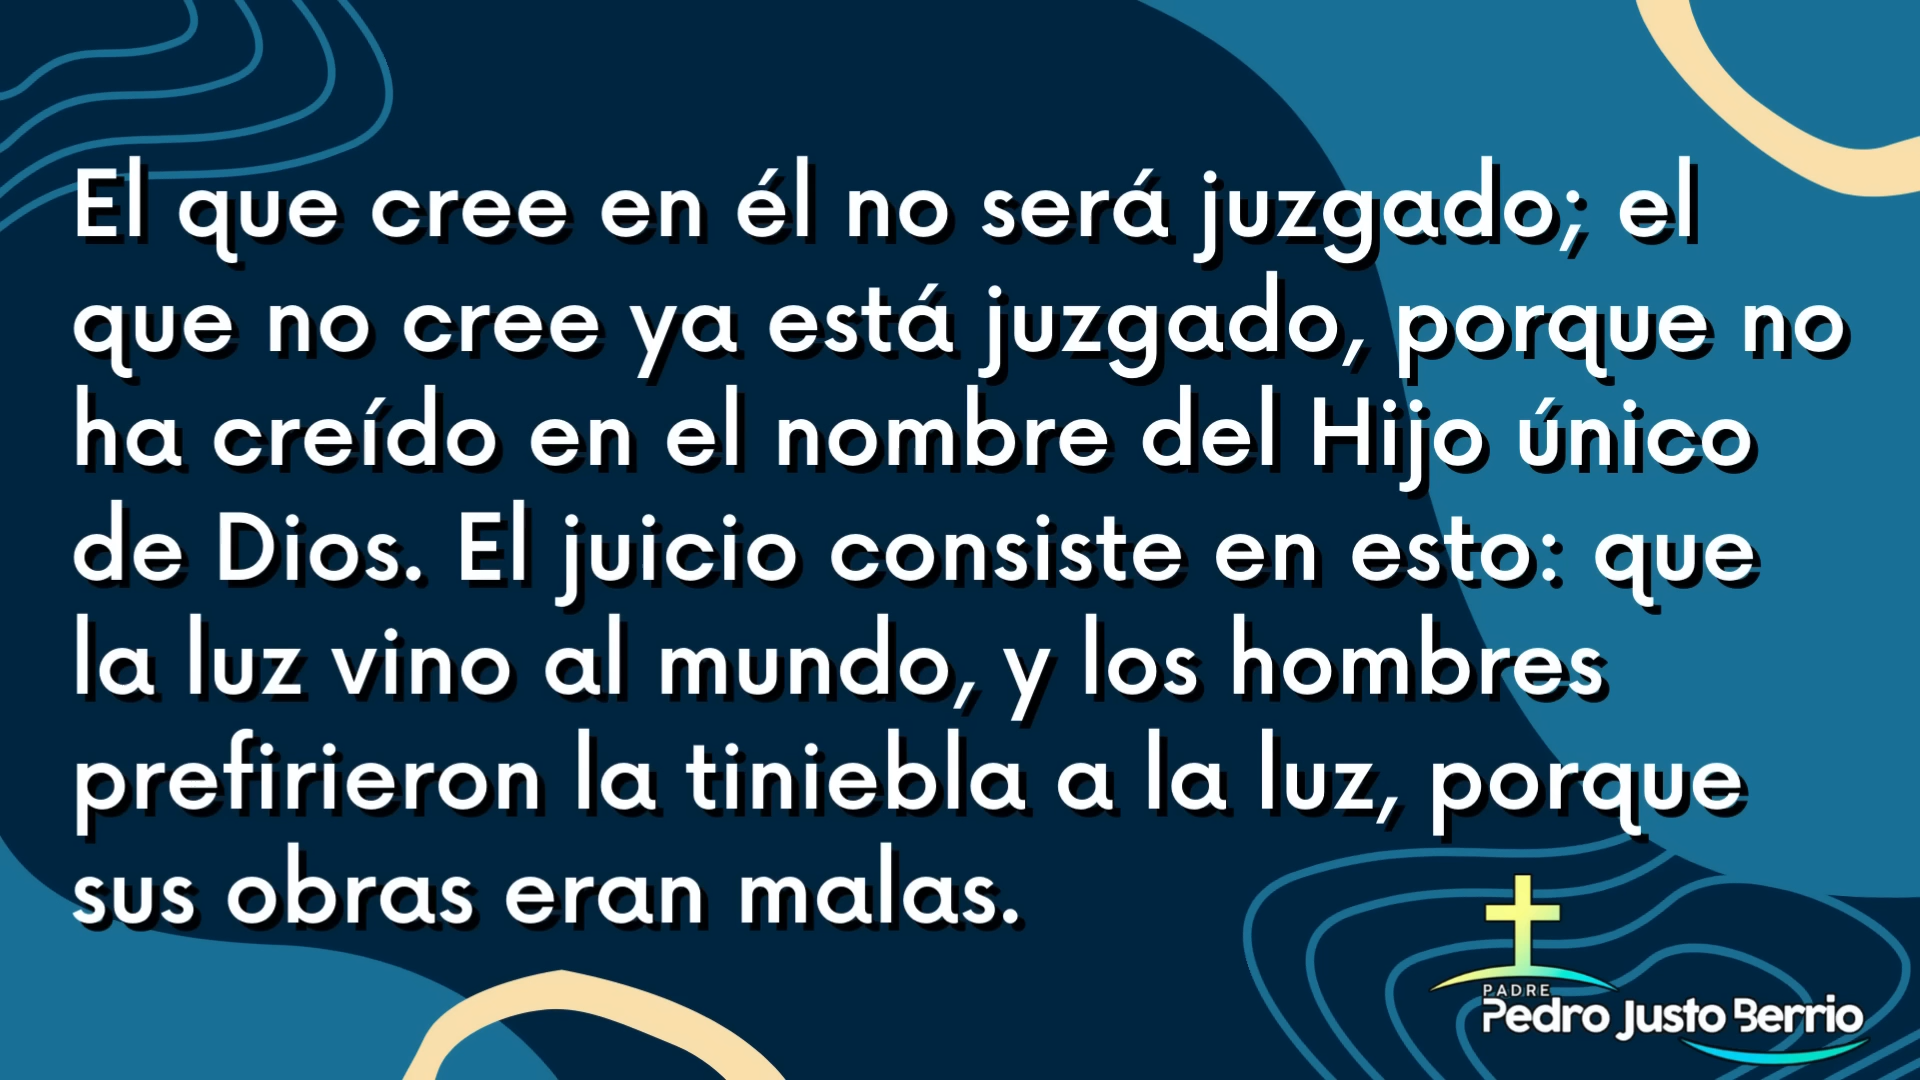 El que cree en él no será juzgado; el
que no cree ya está juzgado, porque no
ha creído en el nombre del Hijo único
de Dios. El juicio consiste en esto: que
la luz vino al mundo, y los hombres
prefirieron la tiniebla a la luz, porque
sus obras eran malas.
PADRE
Pedro Justo Berrio